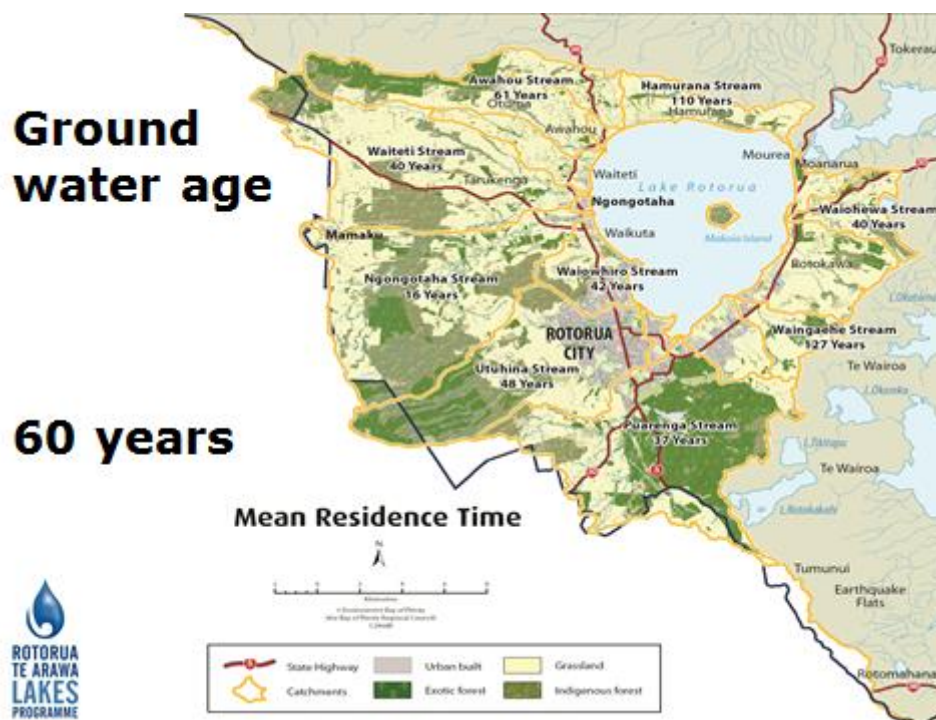 Ground
water age
60 years
Mean Residence Time
Awahou Stream
61 Years
Hamurana Stream
110 Years
Hamurana
Tokerau
Awahou
Waiteti Stream
40 Years
Tarukenga
Waiteti
Lake Rotorua
Mourea
Moanarua
Ngongotaha
Waiohewa Stream
40 Years
Mamaku
Waikuta
Mokoia Island
Ngongotaha Stream
16 Years
Waiowhiro Stream
42 Years
ROTORUA
CITY
Waingaehe Stream
127 Years
Te Wairoa
Utuhina Stream
48 Years
Puarenga Stream
37 Years
Te Wairoa
Tumunui
Earthquake
Flats
Rotomahana
N
State Highway
Urban built
Grassland
Catchments
Exotic forest
Indigenous forest
ROTORUA
TE ARAWA
LAKES
PROGRAMME